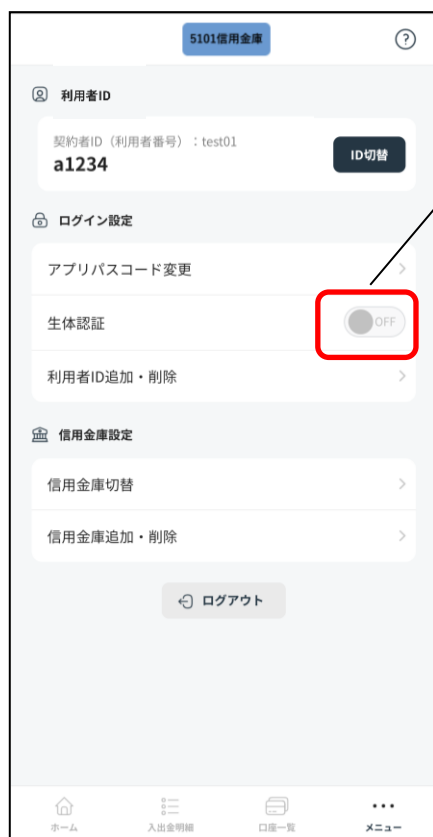 5101信用金庫
?
利用者ID
契約者ID（利用者番号）：test01
a1234
ID切替
ログイン設定
アプリパスコード変更
生体認証
OFF
利用者ID追加・削除
信用金庫設定
信用金庫切替
信用金庫追加・削除
ログアウト
ホーム
入出金明細
口座一覧
メニュー